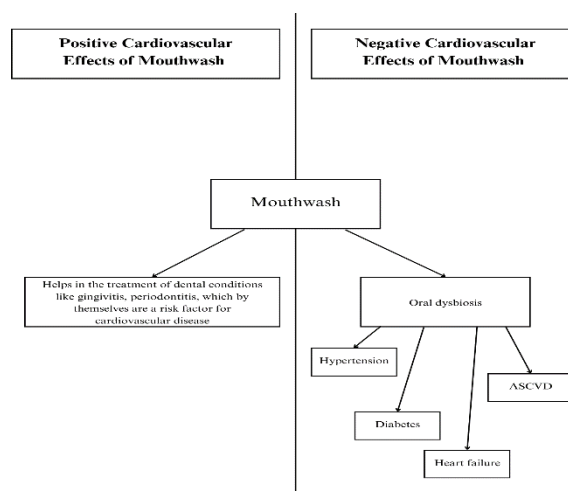 Positive Cardiovascular
Effects of Mouthwash
Negative Cardiovascular
Effects of Mouthwash
Mouthwash
Helps in the treatment of dental conditions
like gingivitis, periodontitis, which by
themselves are a risk factor for
cardiovascular disease
Oral dysbiosis
Hypertension
ASCVD
Diabetes
Heart failure